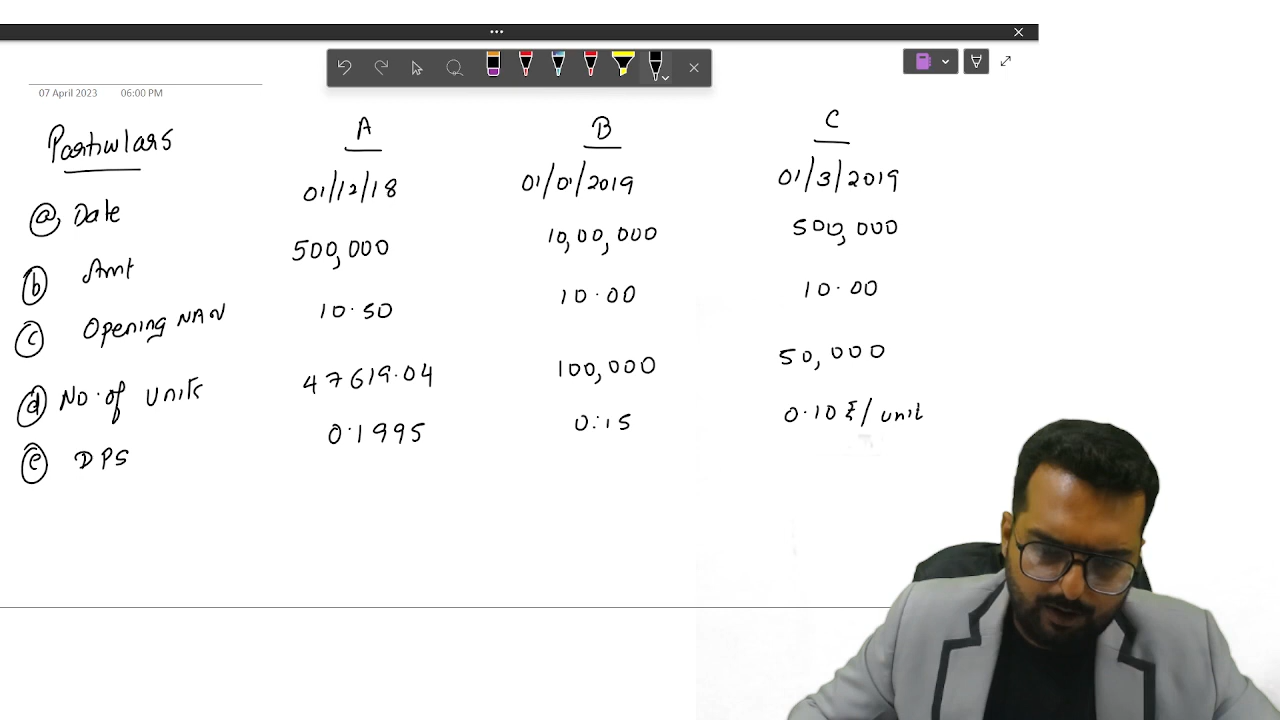 07 April 2023 06:00 PM
Particulars A B C
ⓐ Date 01/12/18 01/01/2019 01/3/2019
ⓑ Amt 500,000 10,00,000 500,000
ⓒ Opening NAV 10.50 10.00 10.00
ⓓ No. of units 47619.04 100,000 50,000
ⓔ DPS 0.1995 0.15 0.10 ₹/unit